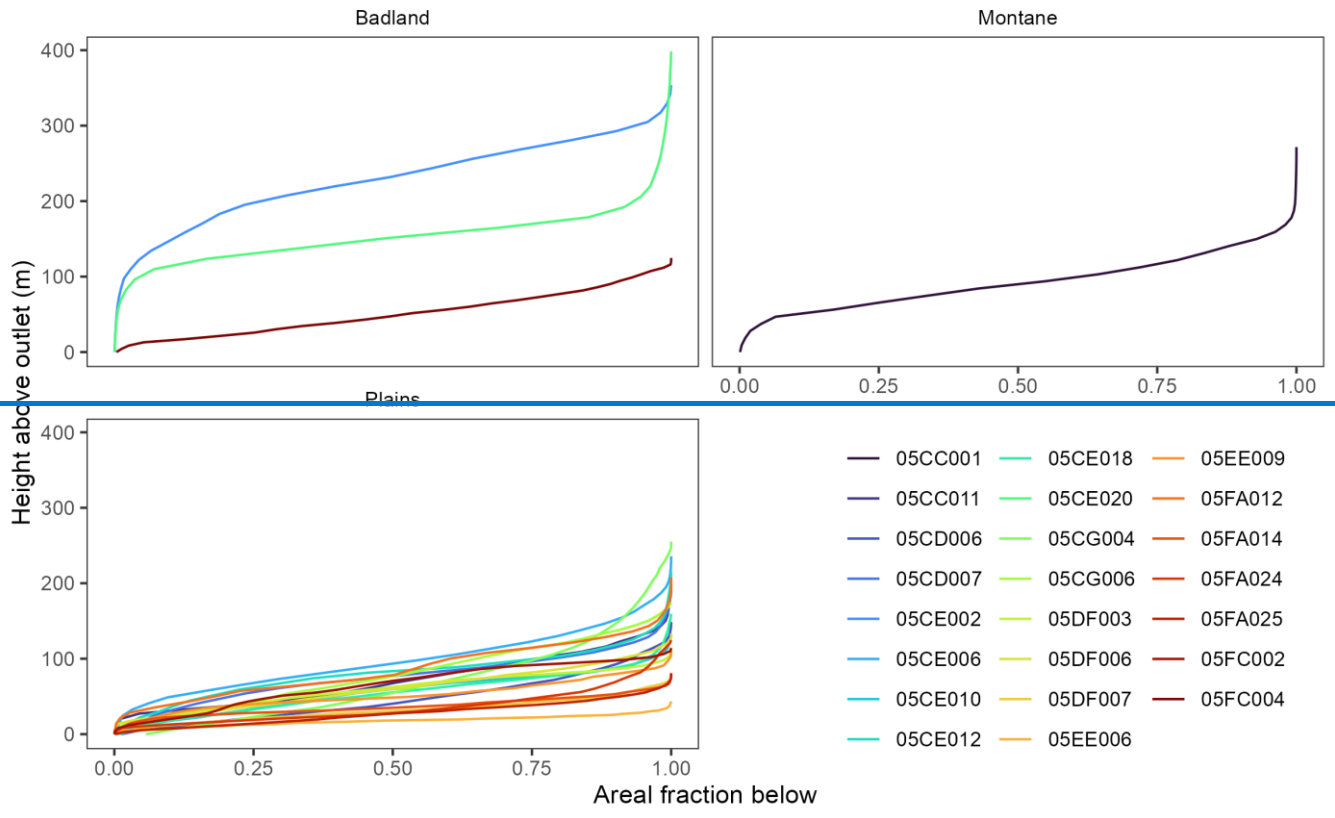 Badland
Montane
400
300
200
100
0
0.00 0.25 0.50 0.75 1.00
Height above outlet (m)
Plains
400
300
200
100
0
0.00 0.25 0.50 0.75 1.00
Areal fraction below
05CC001 05CE018 05EE009
05CC011 05CE020 05FA012
05CD006 05CG004 05FA014
05CD007 05CG006 05FA024
05CE002 05DF003 05FA025
05CE006 05DF006 05FC002
05CE010 05DF007 05FC004
05CE012 05EE006